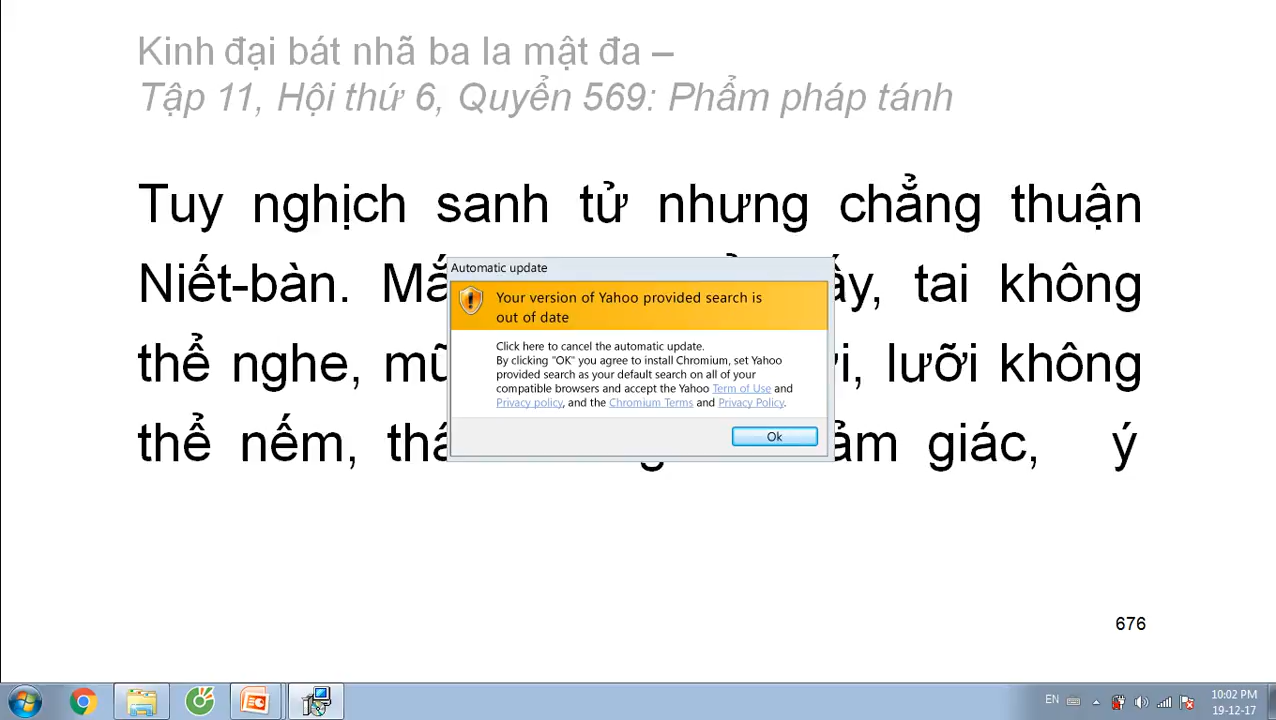 Kinh đại bát nhã ba la mật đa –
Tập 11, Hội thứ 6, Quyển 569: Phẩm pháp tánh
Tuy nghịch sanh tử nhưng chẳng thuận
Niết-bàn. tai không
thể nghe, lưỡi không
thể nếm, giác, ý
Automatic update
Your version of Yahoo provided search is
out of date
Click here to cancel the automatic update.
By clicking "OK" you agree to install Chromium, set Yahoo
provided search as your default search on all of your
compatible browsers and accept the Yahoo Term of Use and
Privacy policy, and the Chromium Terms and Privacy Policy.
Ok
676
EN
10:02 PM
19-12-17